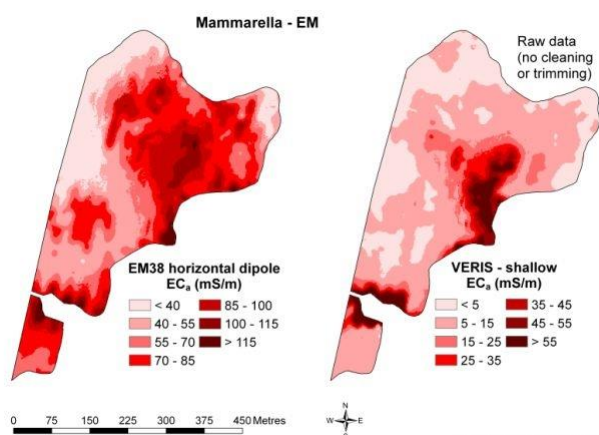 Mammarella - EM
Raw data
(no cleaning
or trimming)
EM38 horizontal dipole
ECa (mS/m)
< 40
40 - 55
55 - 70
70 - 85
85 - 100
100 - 115
> 115
VERIS - shallow
ECa (mS/m)
< 5
5 - 15
15 - 25
25 - 35
35 - 45
45 - 55
> 55
0 75 150 225 300 375 450 Metres
N
W E